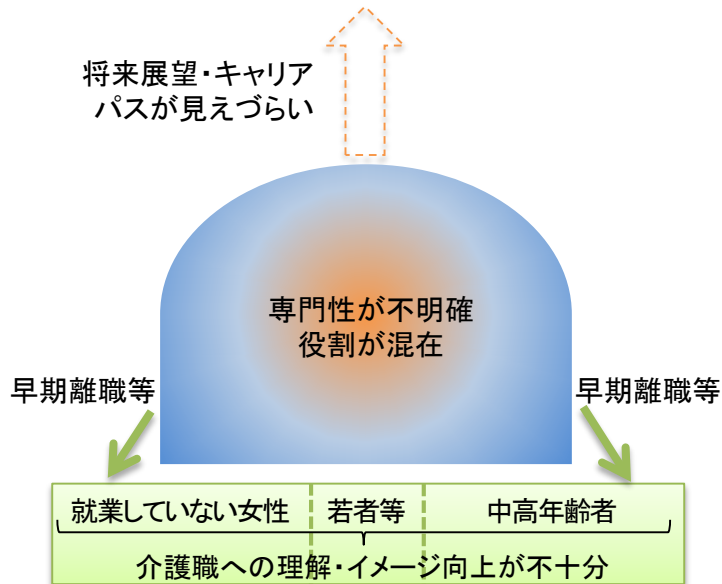 将来展望・キャリア
パスが見えづらい
専門性が不明確
役割が混在
早期離職等
早期離職等
就業していない女性 若者等 中高年齢者
介護職への理解・イメージ向上が不十分